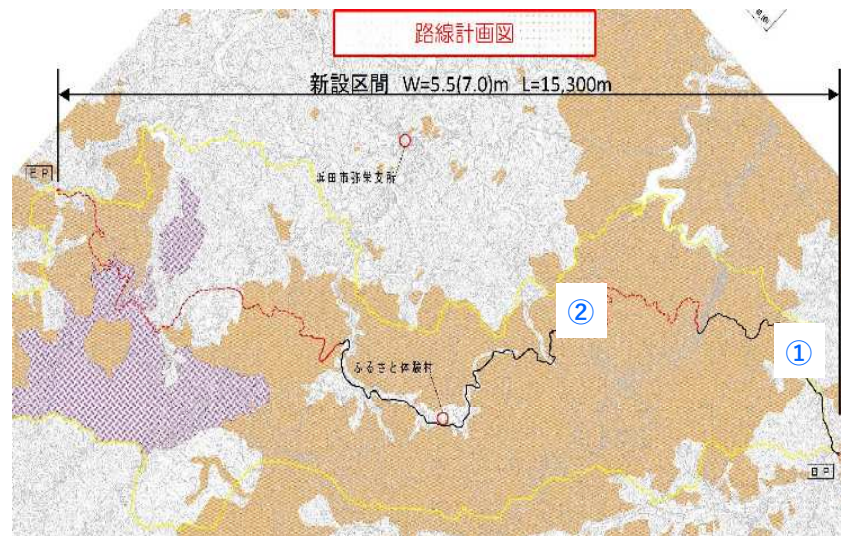 路線計画図
新設区間 W=5.5(7.0)m L=15,300m
浜田市弥栄支所
②
①
ふるさと体験村